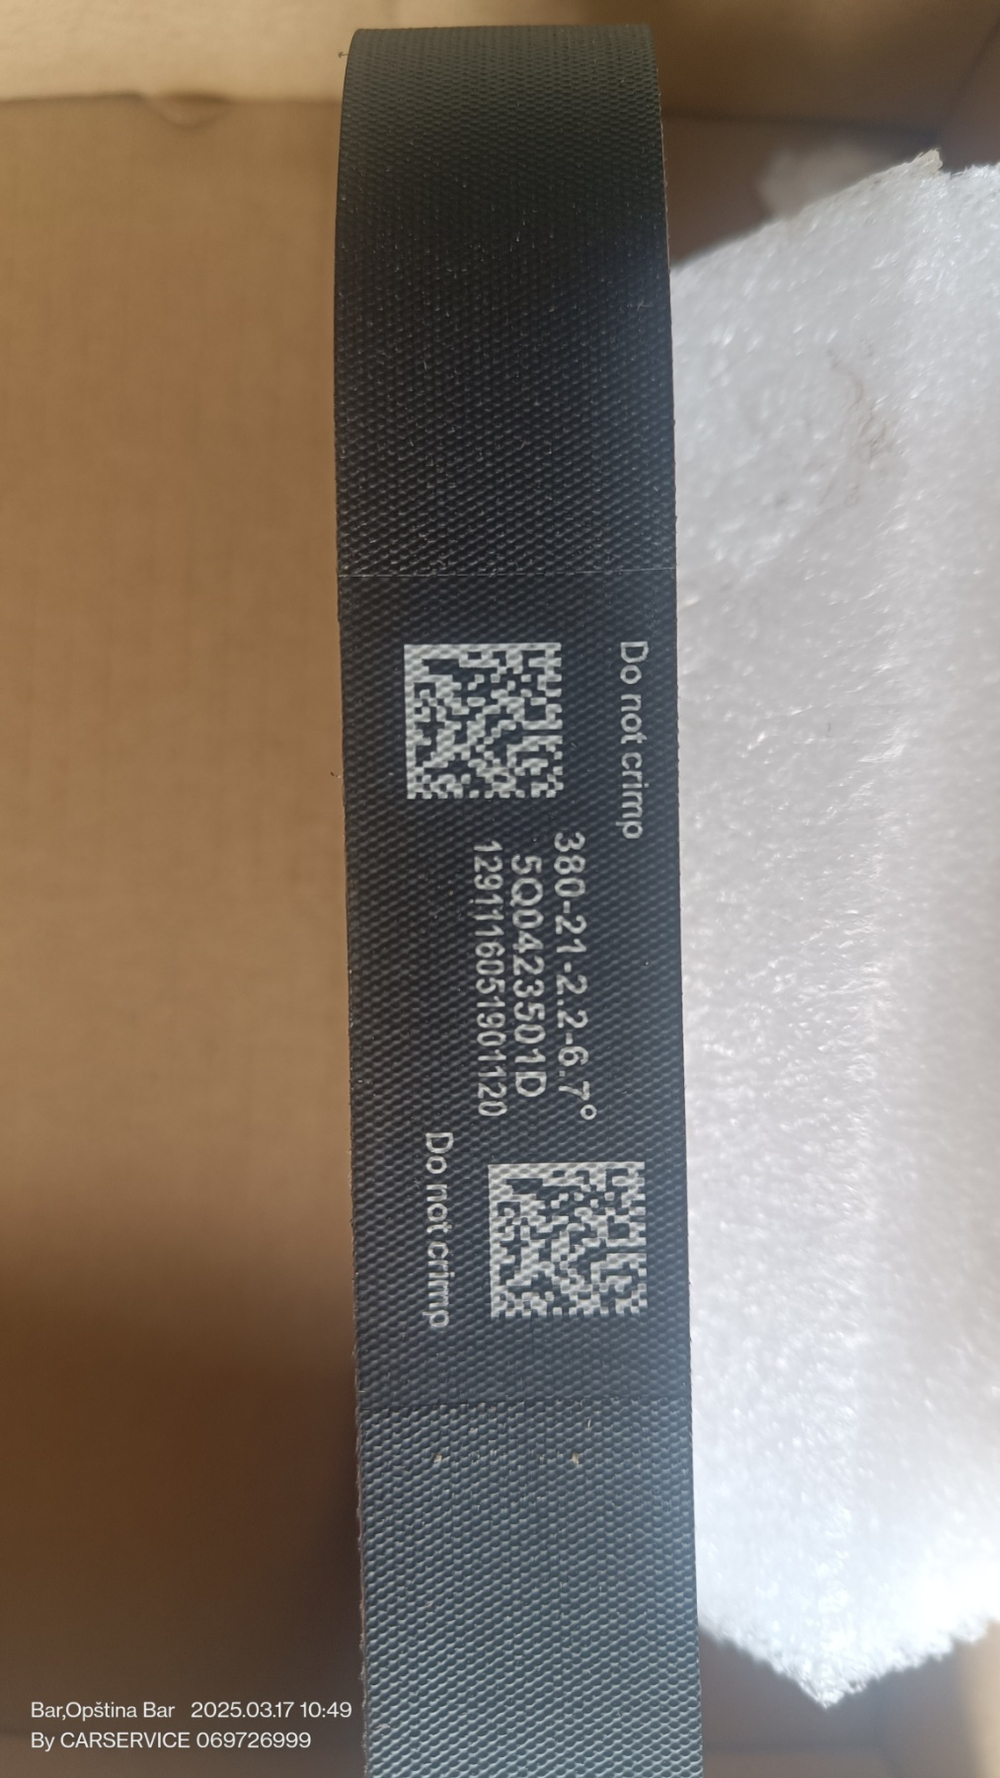 Do not crimp
380-21-2.2-6.7°
5Q0423501D
1291116051901120
Do not crimp
Bar,Opština Bar 2025.03.17 10:49
By CARSERVICE 069726999